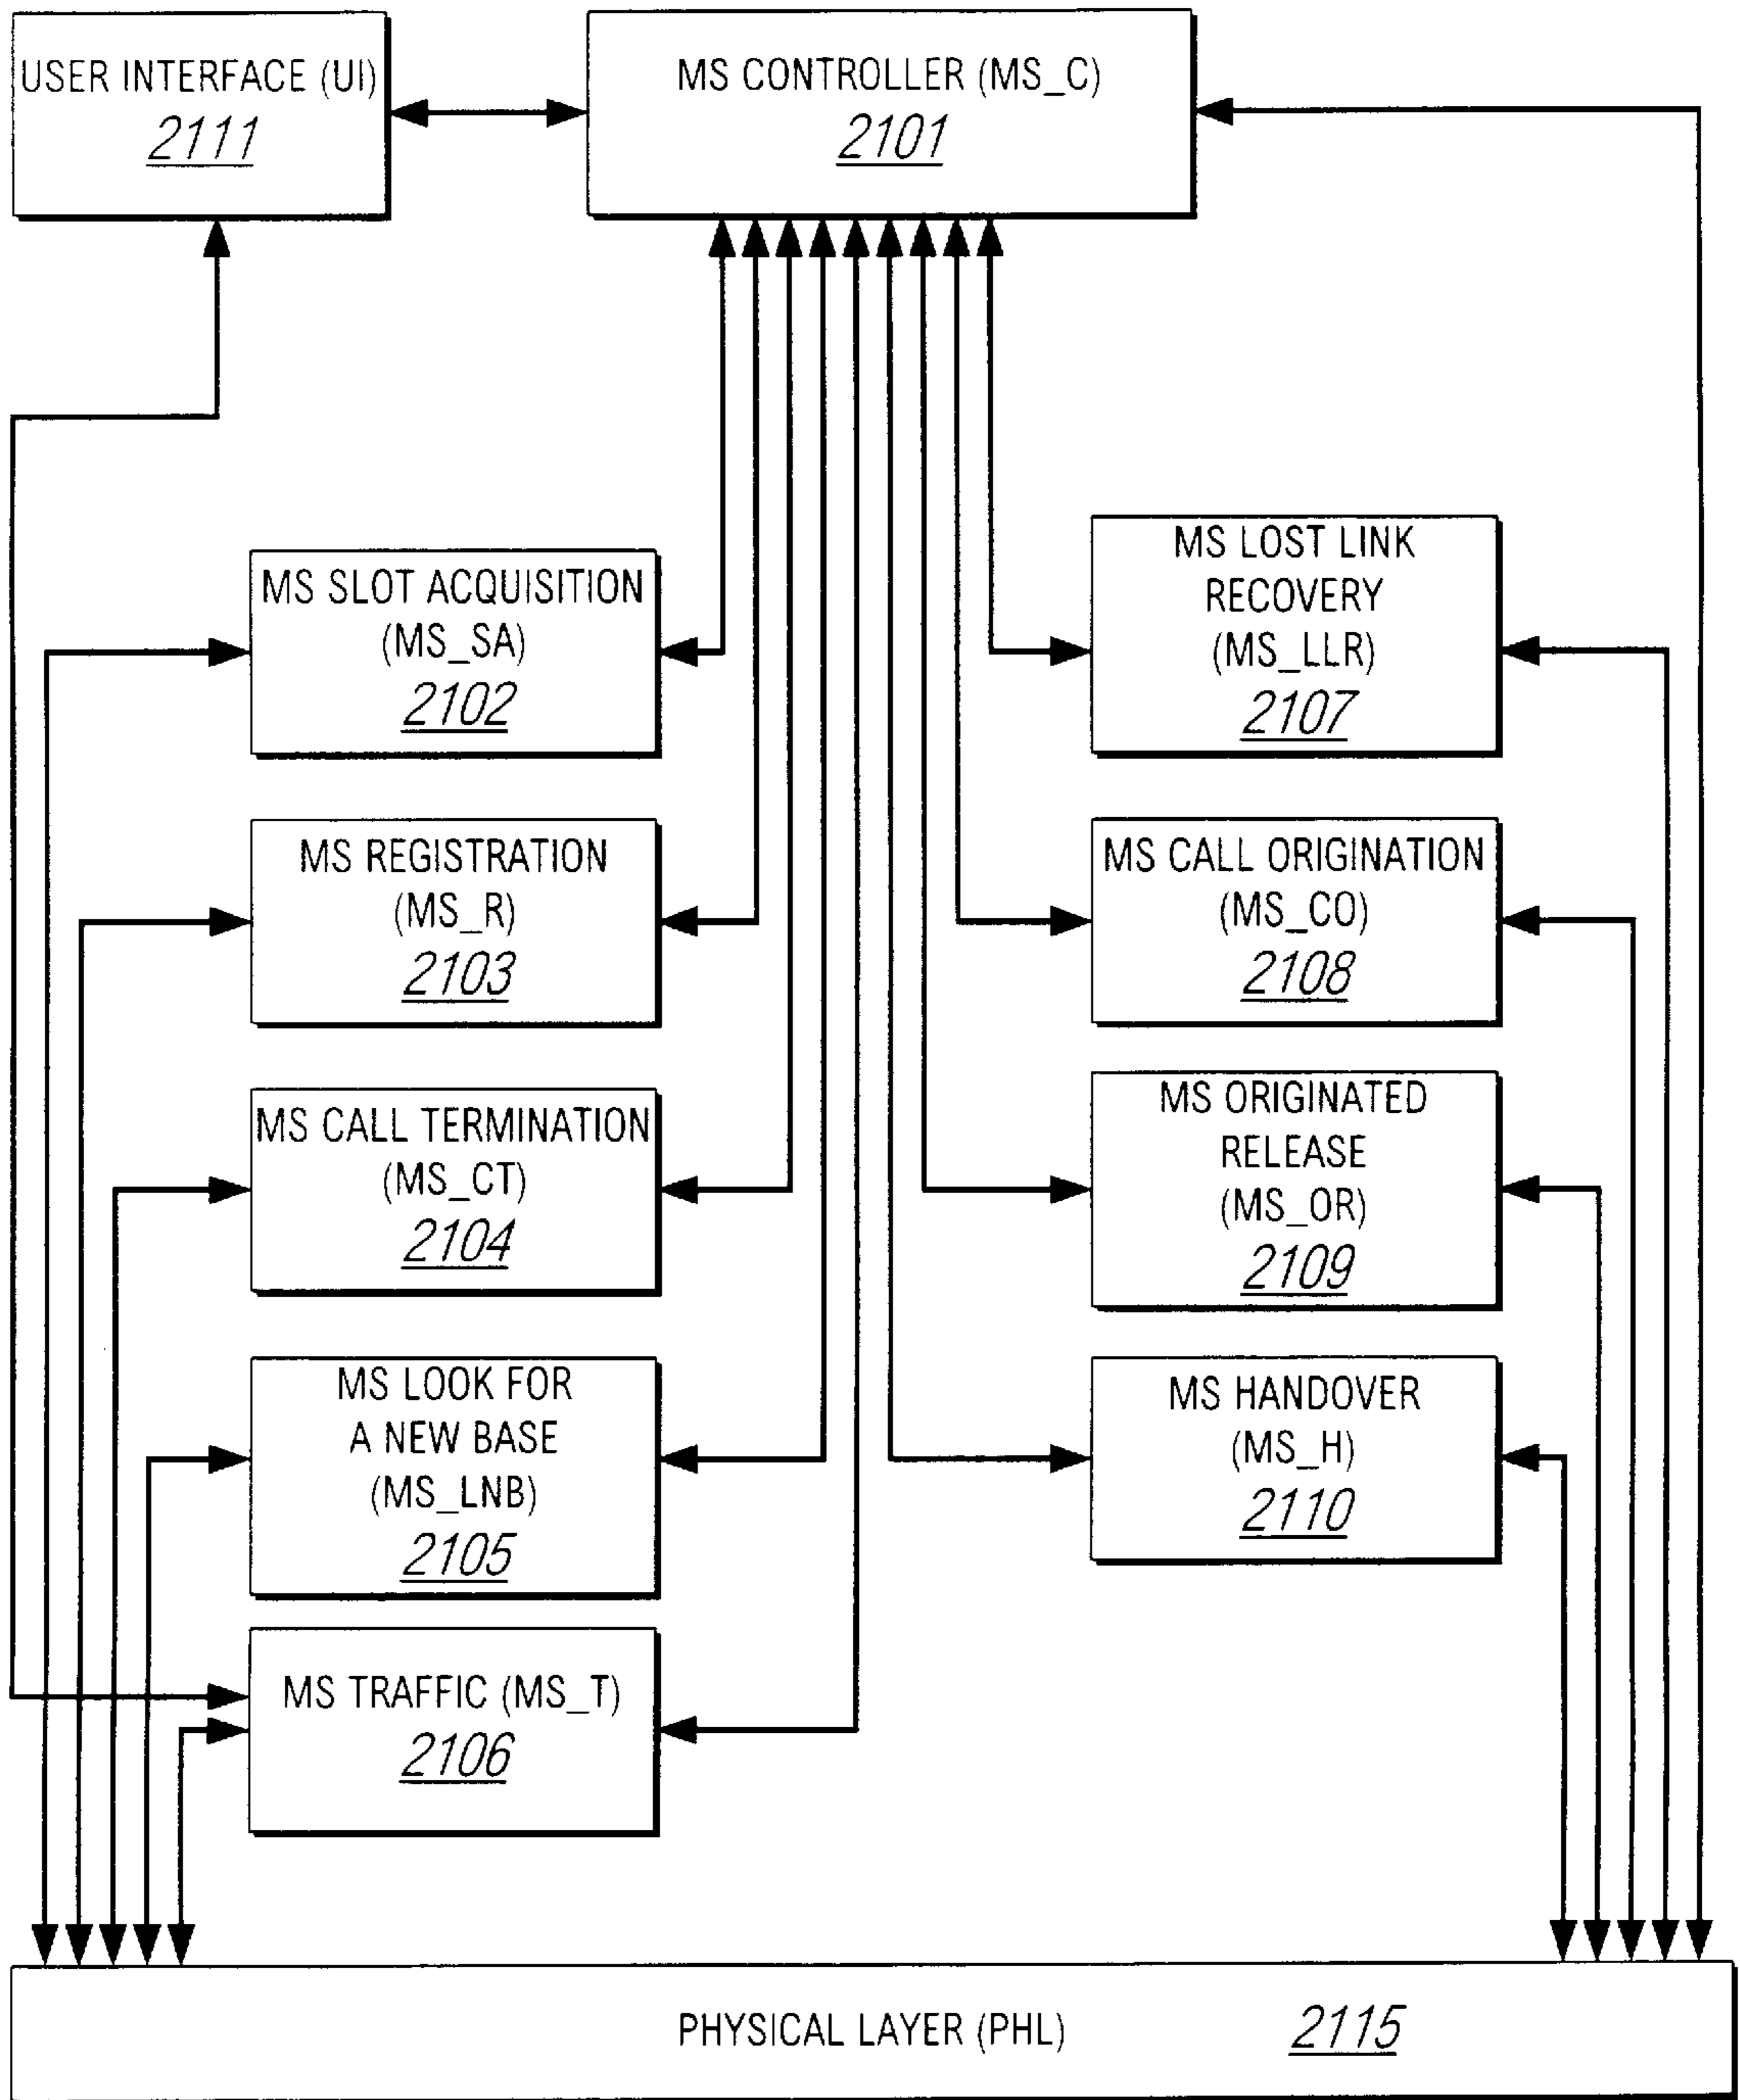 USER INTERFACE (UI)
2111
MS CONTROLLER (MS_C)
2101
MS SLOT ACQUISITION
(MS_SA)
2102
MS REGISTRATION
(MS_R)
2103
MS CALL TERMINATION
(MS_CT)
2104
MS LOOK FOR
A NEW BASE
(MS_LNB)
2105
MS TRAFFIC (MS_T)
2106
MS LOST LINK
RECOVERY
(MS_LLR)
2107
MS CALL ORIGINATION
(MS_CO)
2108
MS ORIGINATED
RELEASE
(MS_OR)
2109
MS HANDOVER
(MS_H)
2110
PHYSICAL LAYER (PHL) 2115